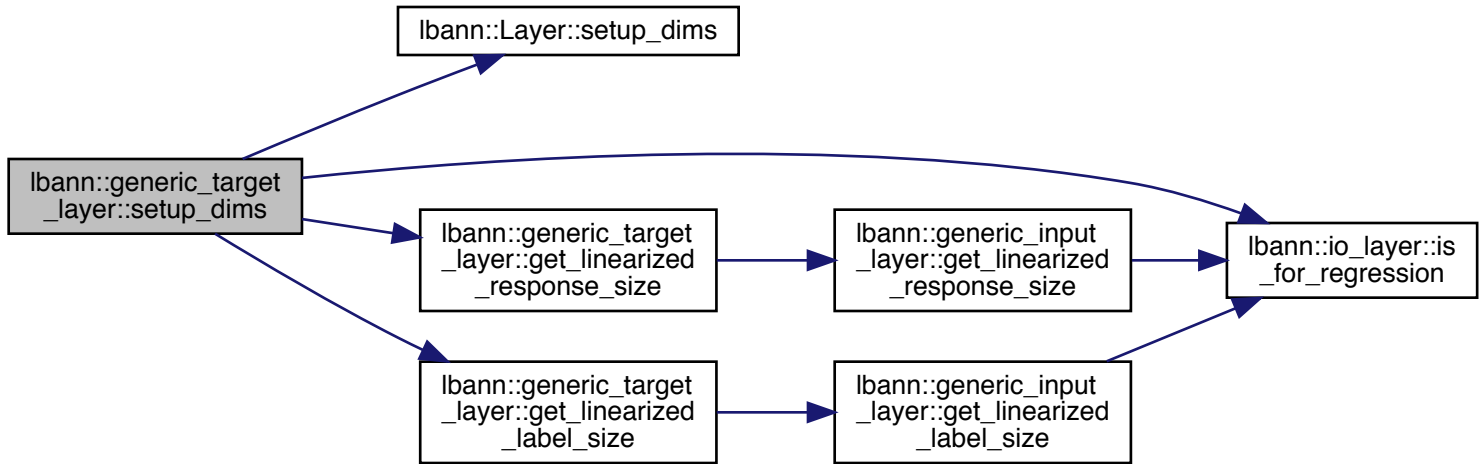 lbann::Layer::setup_dims
lbann::generic_target
_layer::setup_dims
lbann::generic_target
_layer::get_linearized
_response_size
lbann::generic_input
_layer::get_linearized
_response_size
lbann::io_layer::is
_for_regression
lbann::generic_target
_layer::get_linearized
_label_size
lbann::generic_input
_layer::get_linearized
_label_size